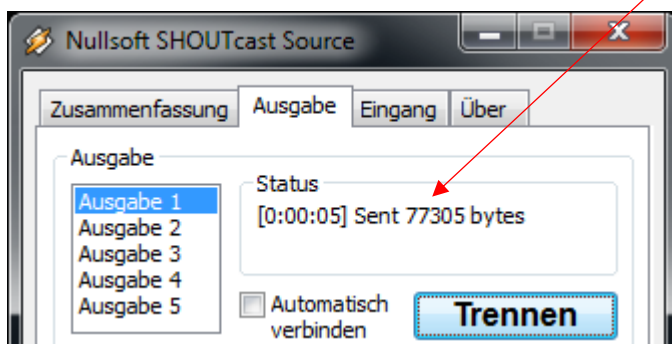 Nullsoft SHOUTcast Source
Zusammenfassung Ausgabe Eingang Über
Ausgabe
Ausgabe 1
Ausgabe 2
Ausgabe 3
Ausgabe 4
Ausgabe 5
Status
[0:00:05] Sent 77305 bytes
Automatisch
verbinden
Trennen